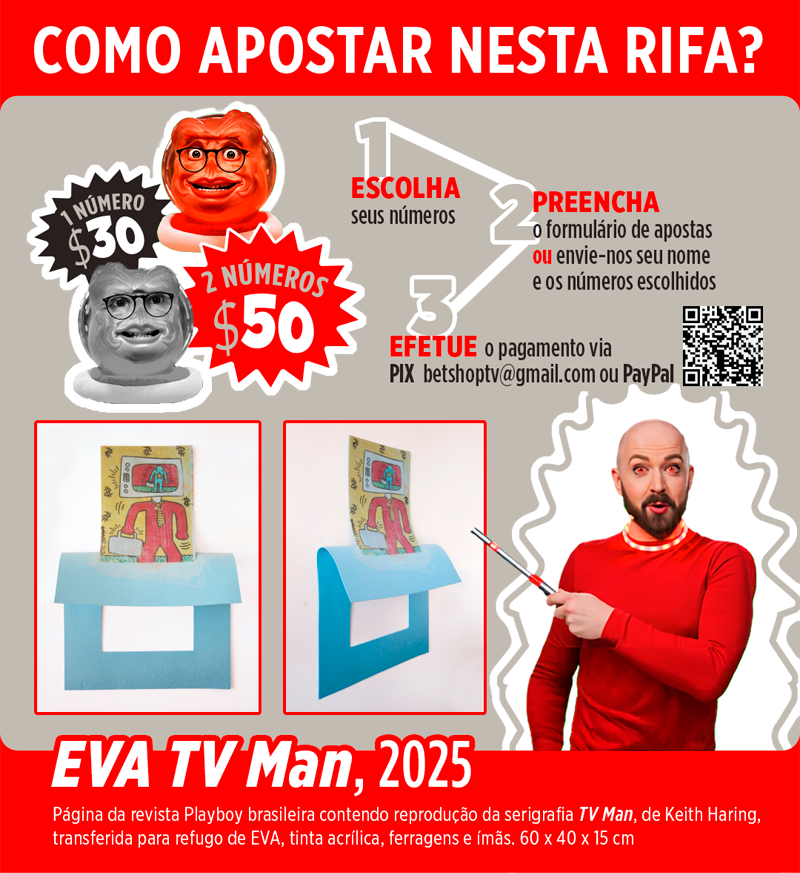 COMO APOSTAR NESTA RIFA?
1 NÚMERO
$30
2 NÚMEROS
$50
1
ESCOLHA
seus números
2
PREENCHA
o formulário de apostas
ou envie-nos seu nome
e os números escolhidos
3
EFETUE o pagamento via
PIX betshoptv@gmail.com ou PayPal
EVA TV Man, 2025
Página da revista Playboy brasileira contendo reprodução da serigrafia TV Man, de Keith Haring,
transferida para refugo de EVA, tinta acrílica, ferragens e ímãs. 60 x 40 x 15 cm